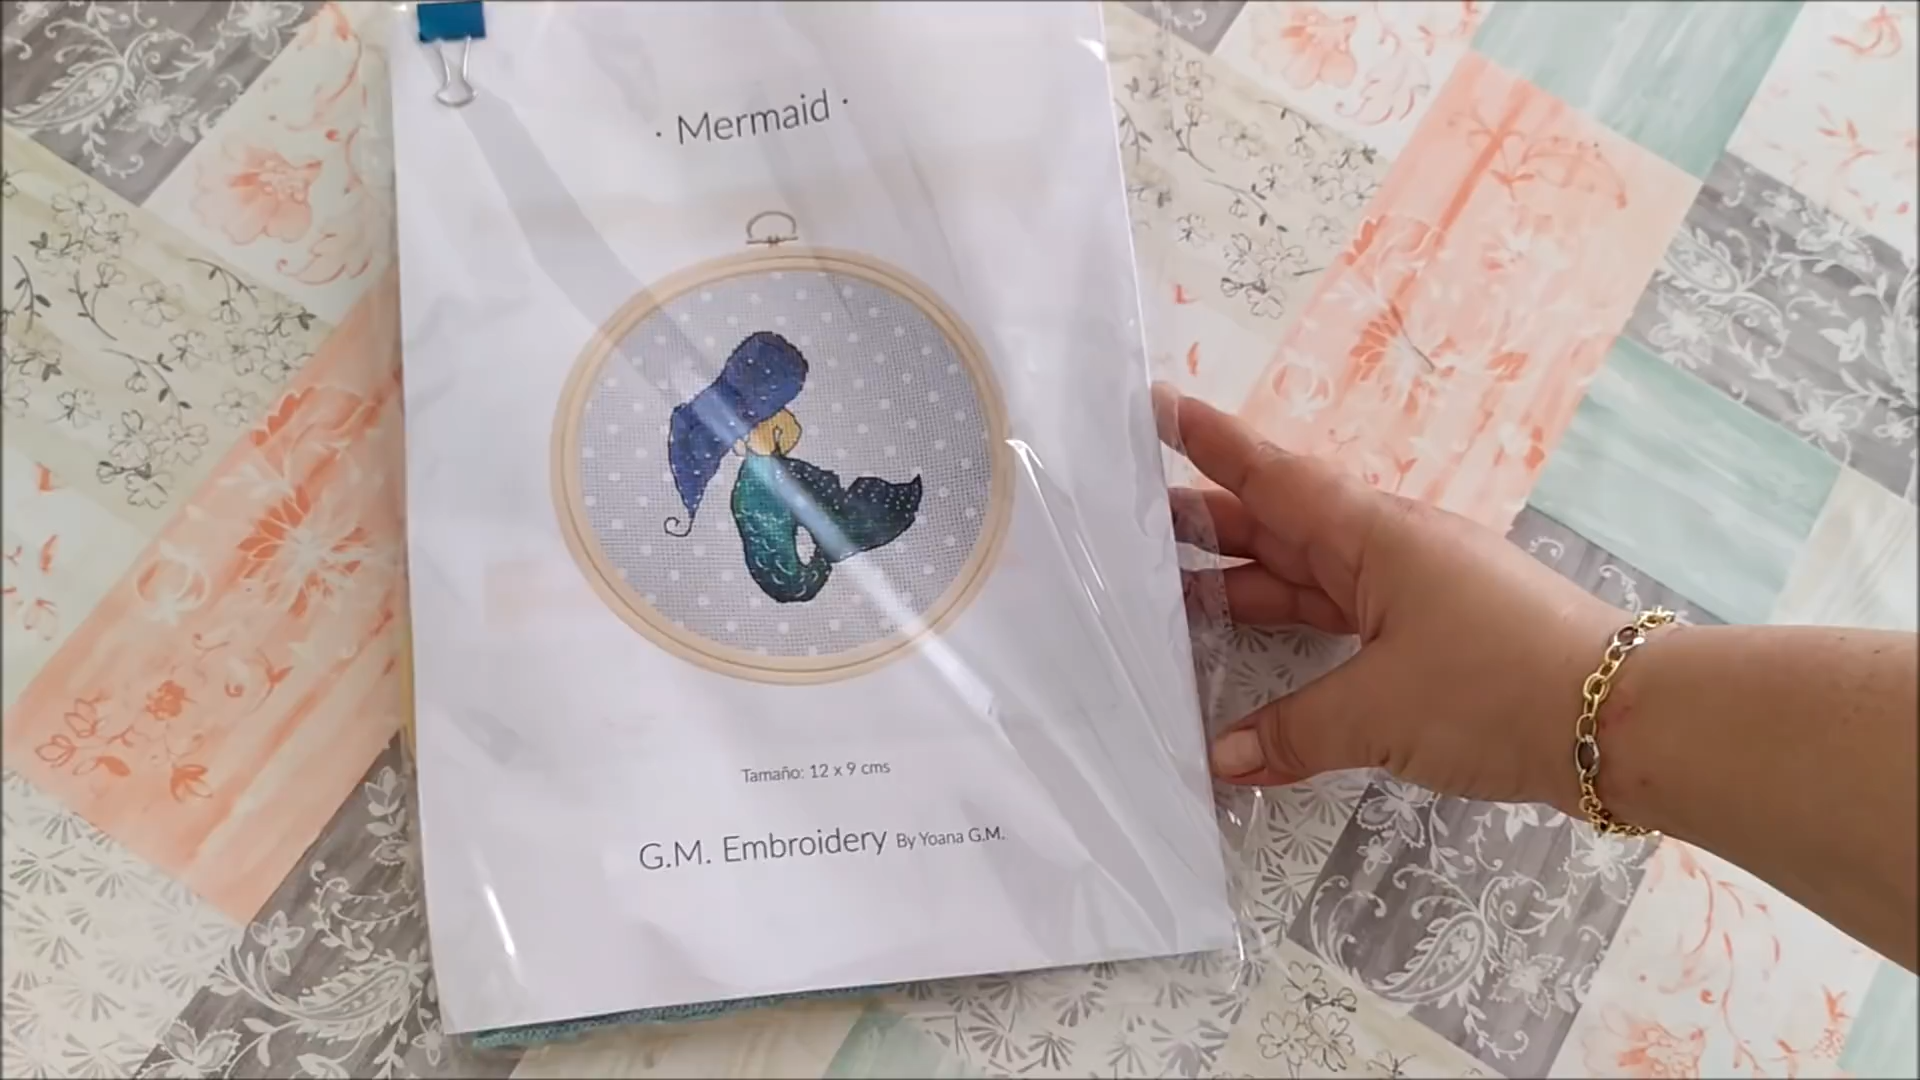 · Mermaid ·
Tamaño: 12 x 9 cms
G.M. Embroidery By Yoana G.M.